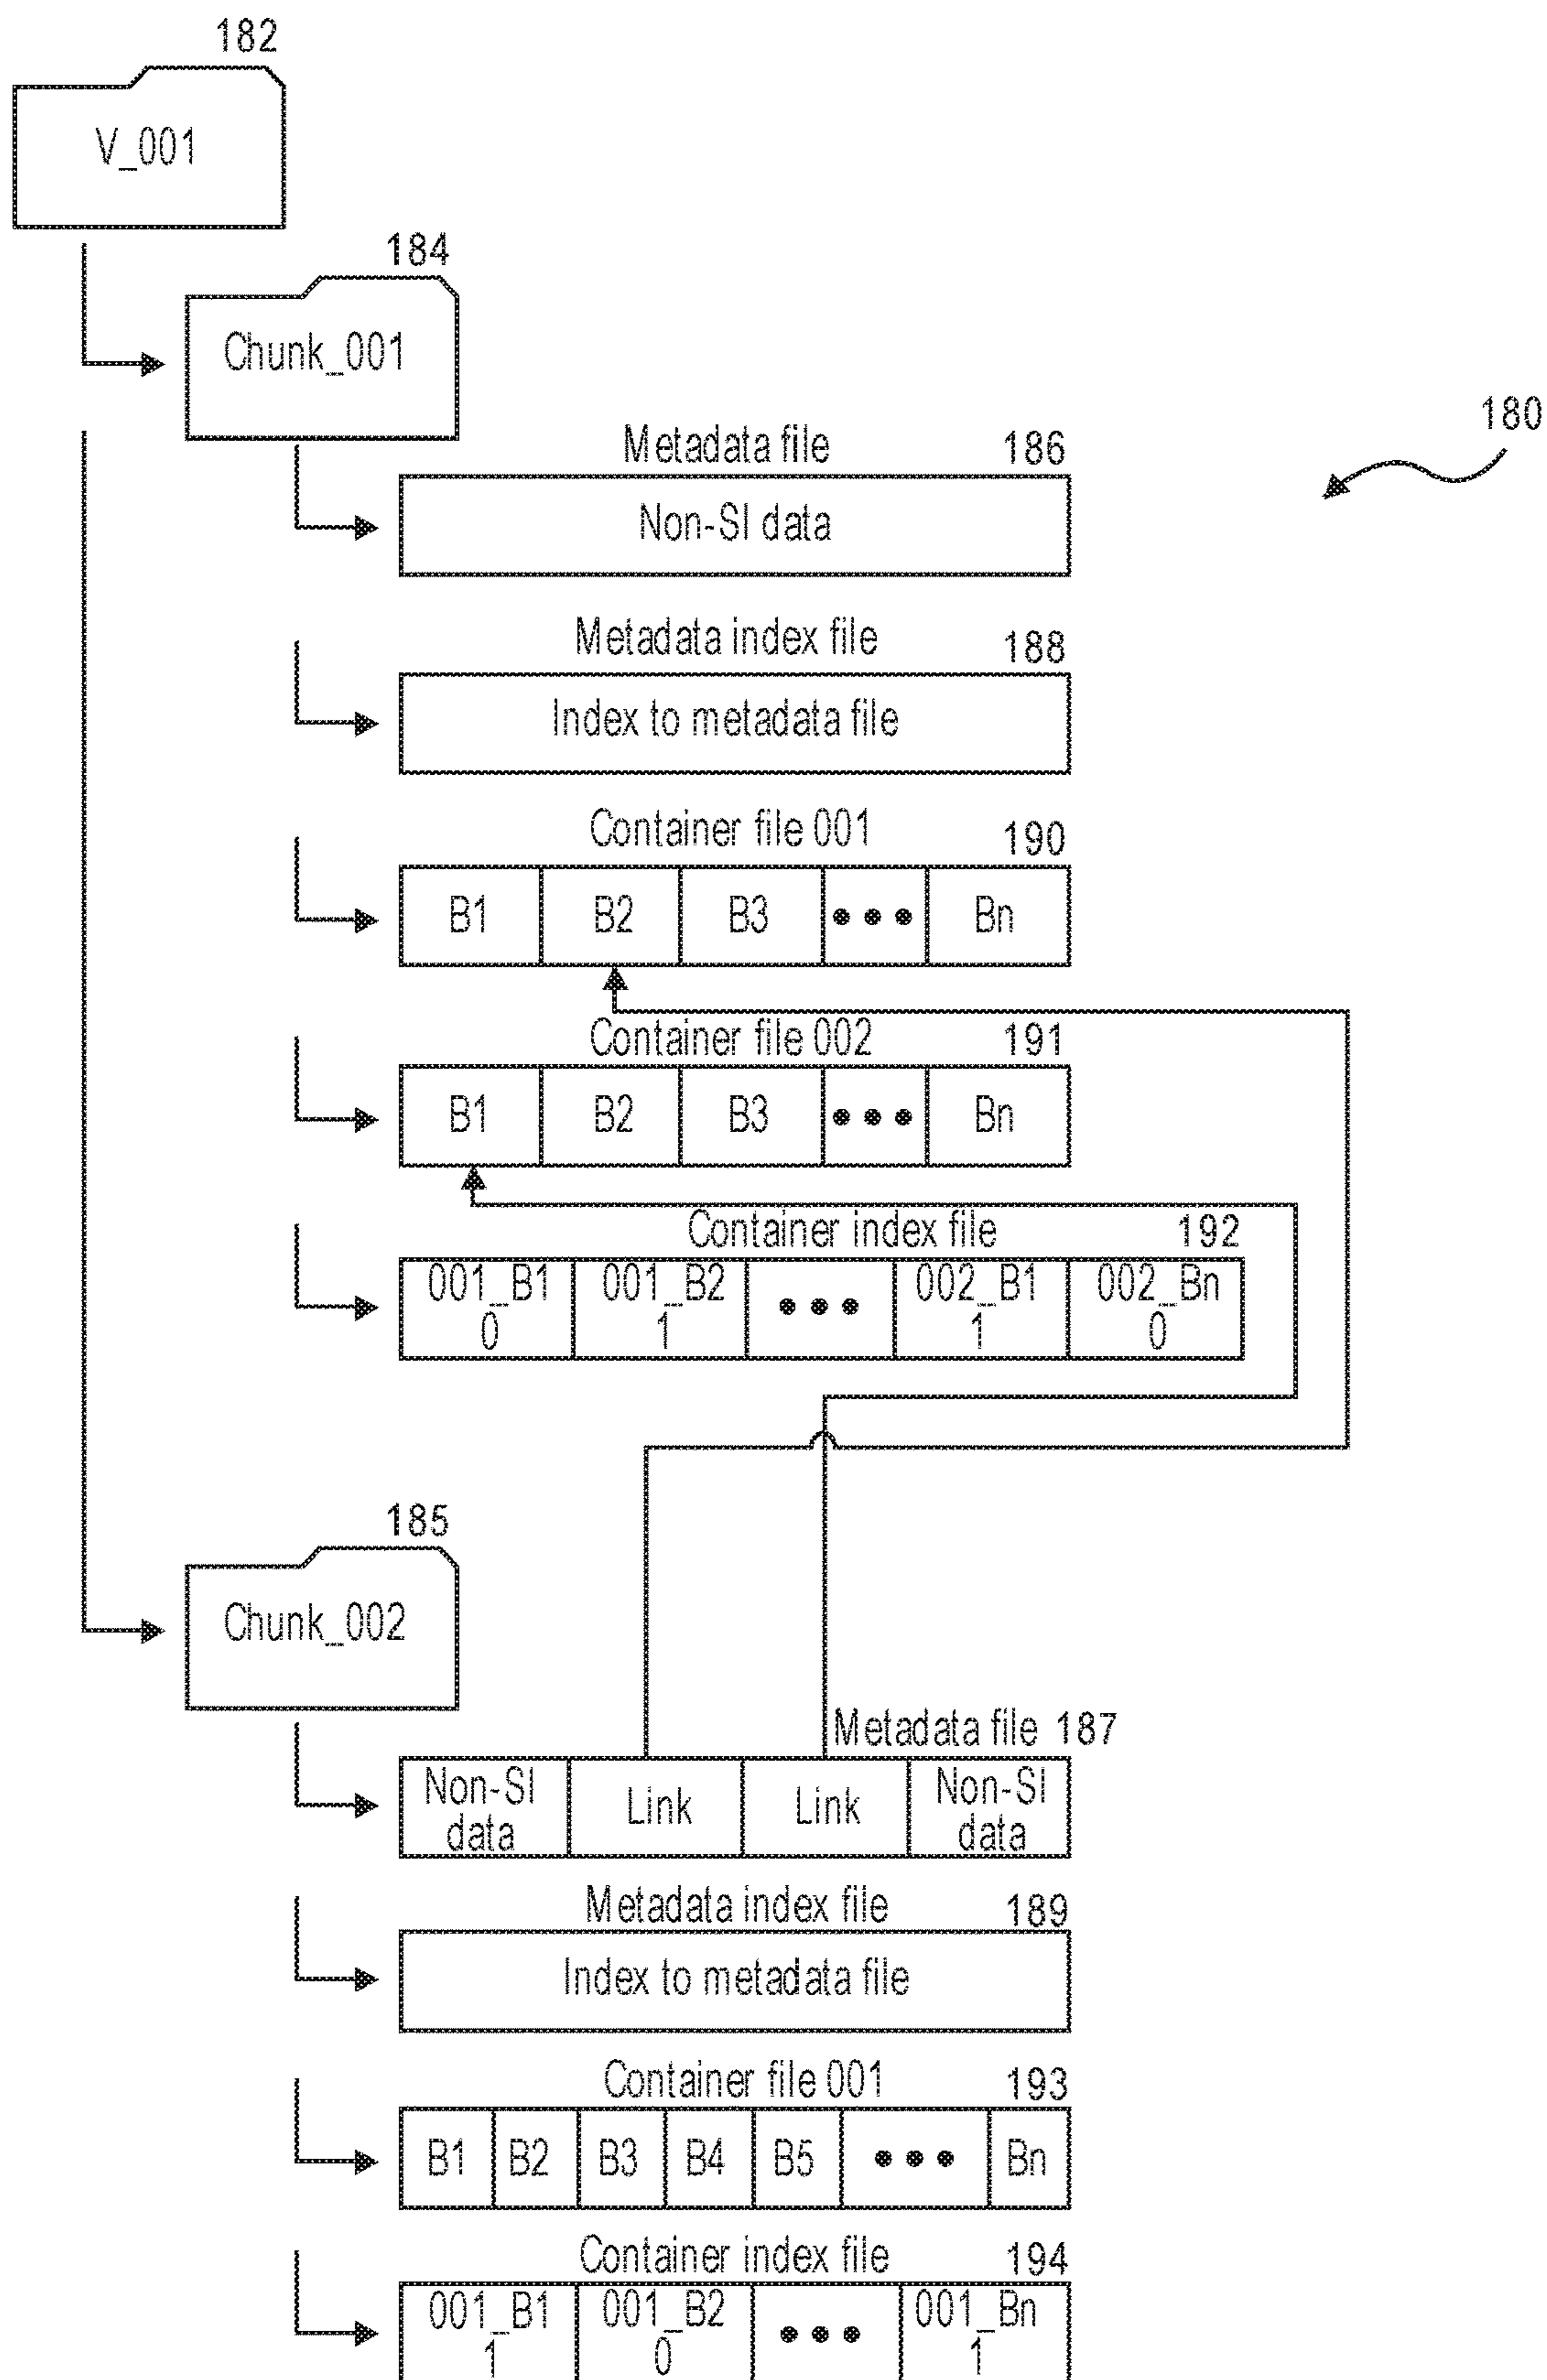 182
V_001
184
Chunk_001
180
Metadata file 186
Non-SI data
Metadata index file 188
Index to metadata file
Container file 001 190
B1 B2 B3 ••• Bn
Container file 002 191
B1 B2 B3 ••• Bn
Container index file 192
001_B1 001_B2 ••• 002_B1 002_Bn
0 1 1 0
185
Chunk_002
Metadata file 187
Non-SI Link Link Non-SI
data data
Metadata index file 189
Index to metadata file
Container file 001 193
B1 B2 B3 B4 B5 ••• Bn
Container index file 194
001_B1 001_B2 ••• 001_Bn
1 0 1